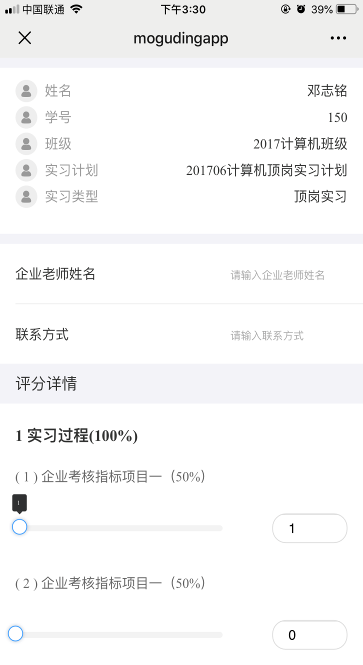 中国联通 下午3:30 39%
mogudingapp
姓名 邓志铭
学号 150
班级 2017计算机班级
实习计划 201706计算机顶岗实习计划
实习类型 顶岗实习
企业老师姓名 请输入企业老师姓名
联系方式 请输入联系方式
评分详情
1 实习过程(100%)
( 1 ) 企业考核指标项目一（50%）
1
1
( 2 ) 企业考核指标项目一（50%）
0